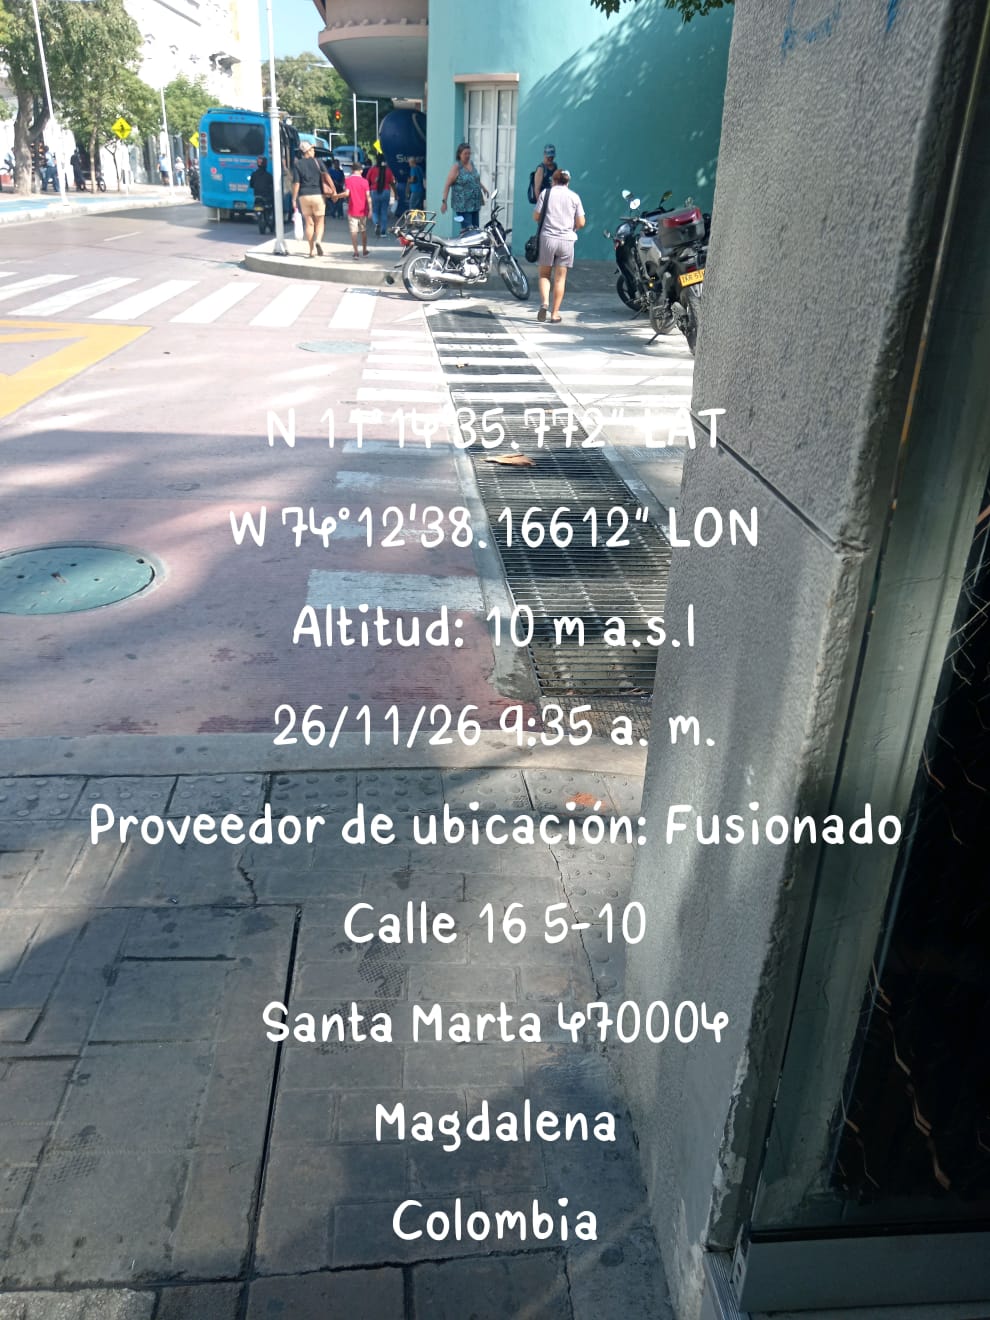 N 11°14'35.772" LAT
W 74°12'38.16612" LON
Altitud: 10 m a.s.l
26/11/26 9:35 a. m.
Proveedor de ubicación: Fusionado
Calle 16 5-10
Santa Marta 470004
Magdalena
Colombia